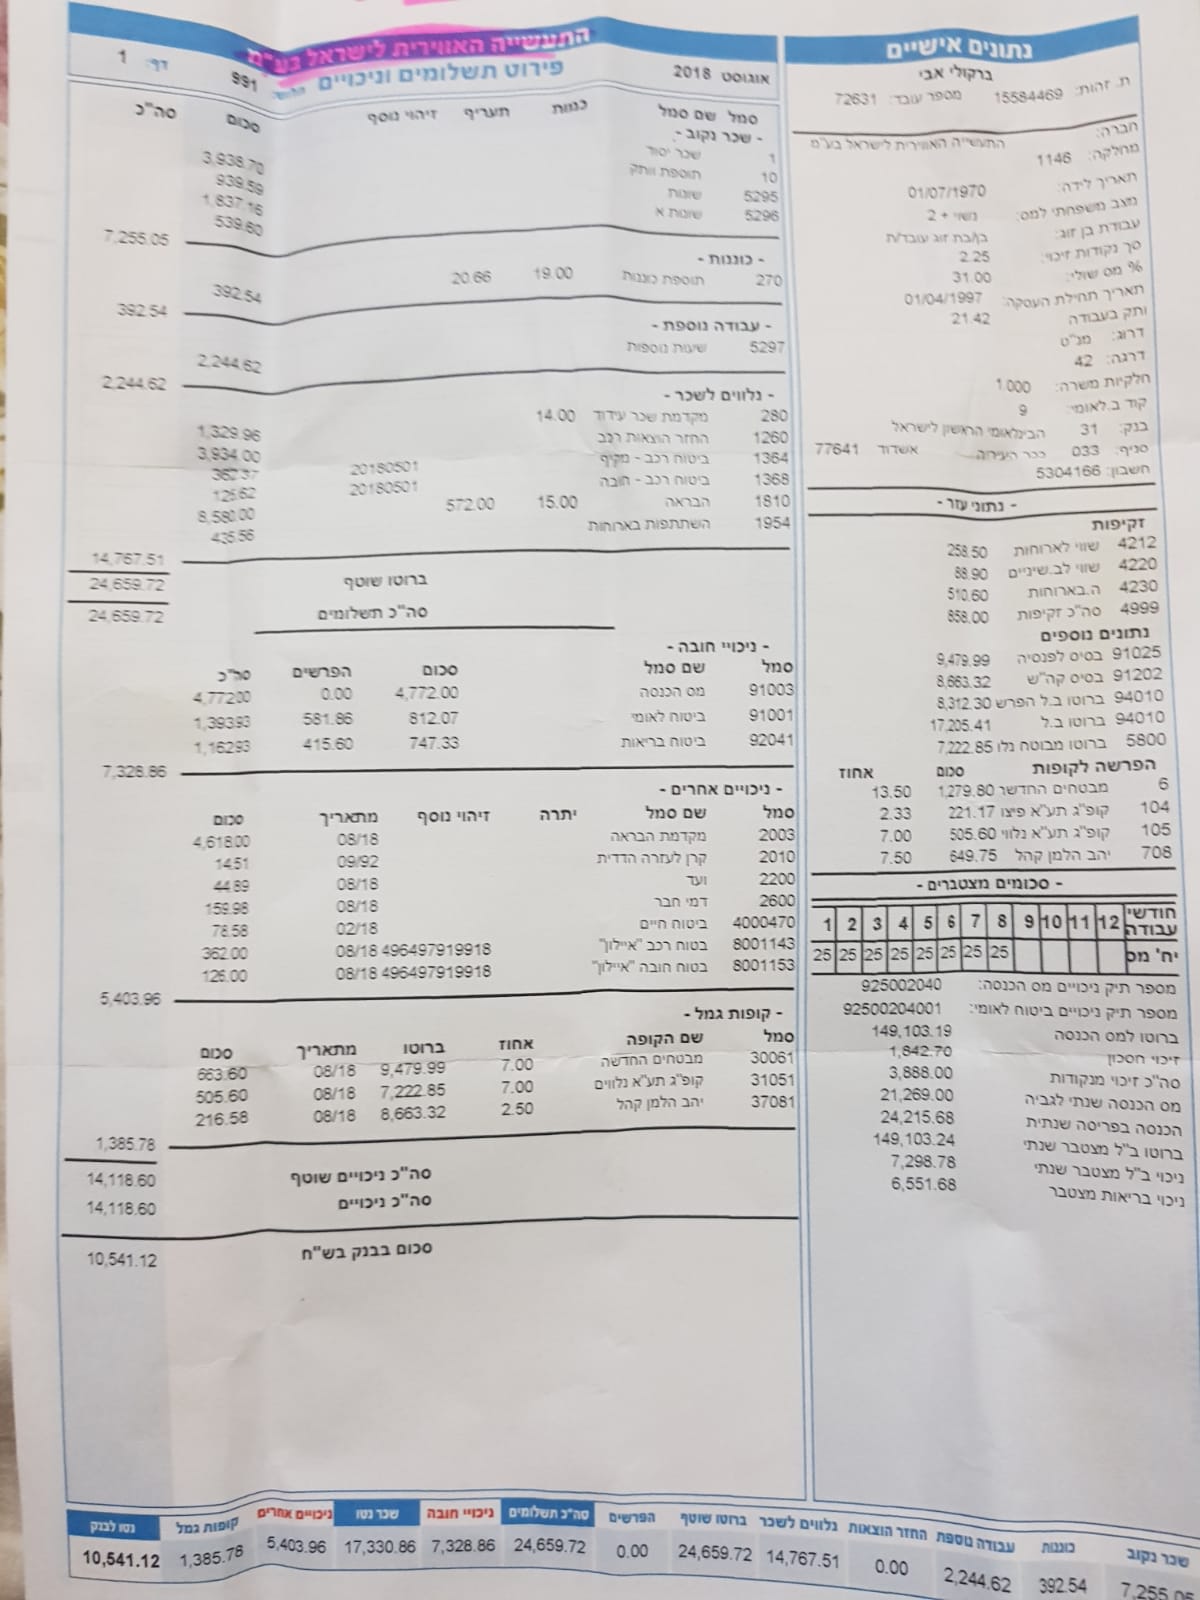 התעשייה האווירית לישראל בע"מ
פירוט תשלומים וניכויים
991
דף: 1
אוגוסט 2018
סמל שם סמל כמות תעריף זיהוי נוסף סכום סה"כ
- שכר נקוב -
1 שכר יסוד 3,938.70
10 תוספת וותק 939.59
5295 שונות 1,837.16
5296 שונות א 539.60
7,255.05
- כוננות -
270 תוספת כוננות 19.00 20.66 392.54
392.54
- עבודה נוספת -
5297 שעות נוספות 2,244.62
2,244.62
- נלווים לשכר -
280 מקדמת שכר עידוד 14.00 1,329.96
1260 החזר הוצאות רכב 3,934.00
1364 ביטוח רכב - מקיף 20180501 362.37
1368 ביטוח רכב - חובה 20180501 125.62
1810 הבראה 15.00 572.00 8,580.00
1954 השתתפות בארוחות 435.56
14,767.51
ברוטו שוטף 24,659.72
סה"כ תשלומים 24,659.72
- ניכויי חובה -
סמל שם סמל סכום הפרשים סה"כ
91003 מס הכנסה 4,772.00 0.00 4,772.00
91001 ביטוח לאומי 812.07 581.86 1,393.93
92041 ביטוח בריאות 747.33 415.60 1,162.93
7,328.86
- ניכויים אחרים -
סמל שם סמל יתרה זיהוי נוסף מתאריך סכום
2003 מקדמת הבראה 08/18 4,618.00
2010 קרן לעזרה הדדית 09/92 14.51
2200 ועד 08/18 44.89
2600 דמי חבר 08/18 159.98
4000470 ביטוח חיים 02/18 78.58
8001143 בטוח רכב "איילון" 496497919918 08/18 362.00
8001153 בטוח חובה "איילון" 496497919918 08/18 126.00
5,403.96
- קופות גמל -
סמל שם הקופה אחוז ברוטו מתאריך סכום
30061 מבטחים החדשה 7.00 9,479.99 08/18 663.60
31051 קופ"ג תע"א נלווים 7.00 7,222.85 08/18 505.60
37081 יהב הלמן קהל 2.50 8,663.32 08/18 216.58
1,385.78
סה"כ ניכויים שוטף 14,118.60
סה"כ ניכויים 14,118.60
סכום בבנק בש"ח 10,541.12
נתונים אישיים
ברקולי אבי
ת. זהות: 15584469 מספר עובד: 72631
חברה: התעשייה האווירית לישראל בע"מ
מחלקה: 1146
תאריך לידה: 01/07/1970
מצב משפחתי למס: נשוי + 2
עבודת בן זוג: בן/בת זוג עובד/ת
סך נקודות זיכוי: 2.25
% מס שולי: 31.00
תאריך תחילת העסקה: 01/04/1997
ותק בעבודה 21.42
דרוג: מנ"ט
דרגה: 42
חלקיות משרה: 1.000
קוד ב.לאומי: 9
בנק: 31 הבינלאומי הראשון לישראל
סניף: 033 ככר העירוה אשדוד 77641
חשבון: 5304166
- נתוני עזר -
זקיפות
4212 שווי לארוחות 258.50
4220 שווי לב.שיניים 88.90
4230 ה.בארוחות 510.60
4999 סה"כ זקיפות 858.00
נתונים נוספים
91025 בסיס לפנסיה 9,479.99
91202 בסיס קה"ש 8,663.32
94010 ברוטו ב.ל הפרש 8,312.30
94010 ברוטו ב.ל 17,205.41
5800 ברוטו מבוטח נלו 7,222.85
הפרשה לקופות סכום אחוז
6 מבטחים החדשר 1,279.80 13.50
104 קופ"ג תע"א פיצו 221.17 2.33
105 קופ"ג תע"א נלווי 505.60 7.00
708 יהב הלמן קהל 649.75 7.50
- סכומים מצטברים -
חודשי עבודה 12 11 10 9 8 7 6 5 4 3 2 1
יח' מס 25 25 25 25 25 25 25 25
מספר תיק ניכויים מס הכנסה: 925002040
מספר תיק ניכויים ביטוח לאומי: 92500204001
ברוטו למס הכנסה 149,103.19
זיכוי חסכון 1,842.70
סה"כ זיכוי מנקודות 3,888.00
מס הכנסה שנתי לגביה 21,269.00
הכנסה בפריסה שנתית 24,215.68
ברוטו ב"ל מצטבר שנתי 149,103.24
ניכוי ב"ל מצטבר שנתי 7,298.78
ניכוי בריאות מצטבר 6,551.68
שכר נקוב כוננות עבודה נוספת החזר הוצאות נלווים לשכר ברוטו שוטף הפרשים סה"כ תשלומים ניכויי חובה שכר נטו ניכויים אחרים קופות גמל נטו לבנק
7,255.05 392.54 2,244.62 0.00 14,767.51 24,659.72 0.00 24,659.72 7,328.86 17,330.86 5,403.96 1,385.78 10,541.12